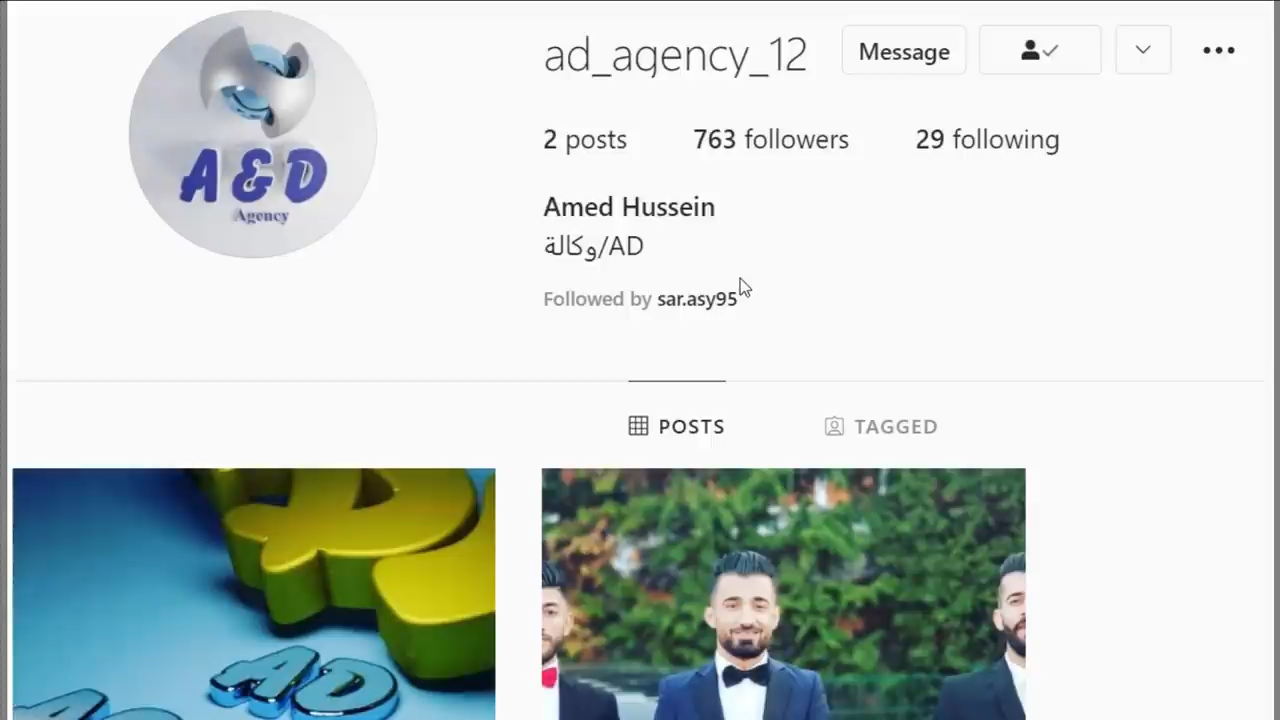 ad_agency_12
Message
2 posts
763 followers
29 following
A&D
Agency
Amed Hussein
وكالة/AD
Followed by sar.asy95
POSTS
TAGGED
AD